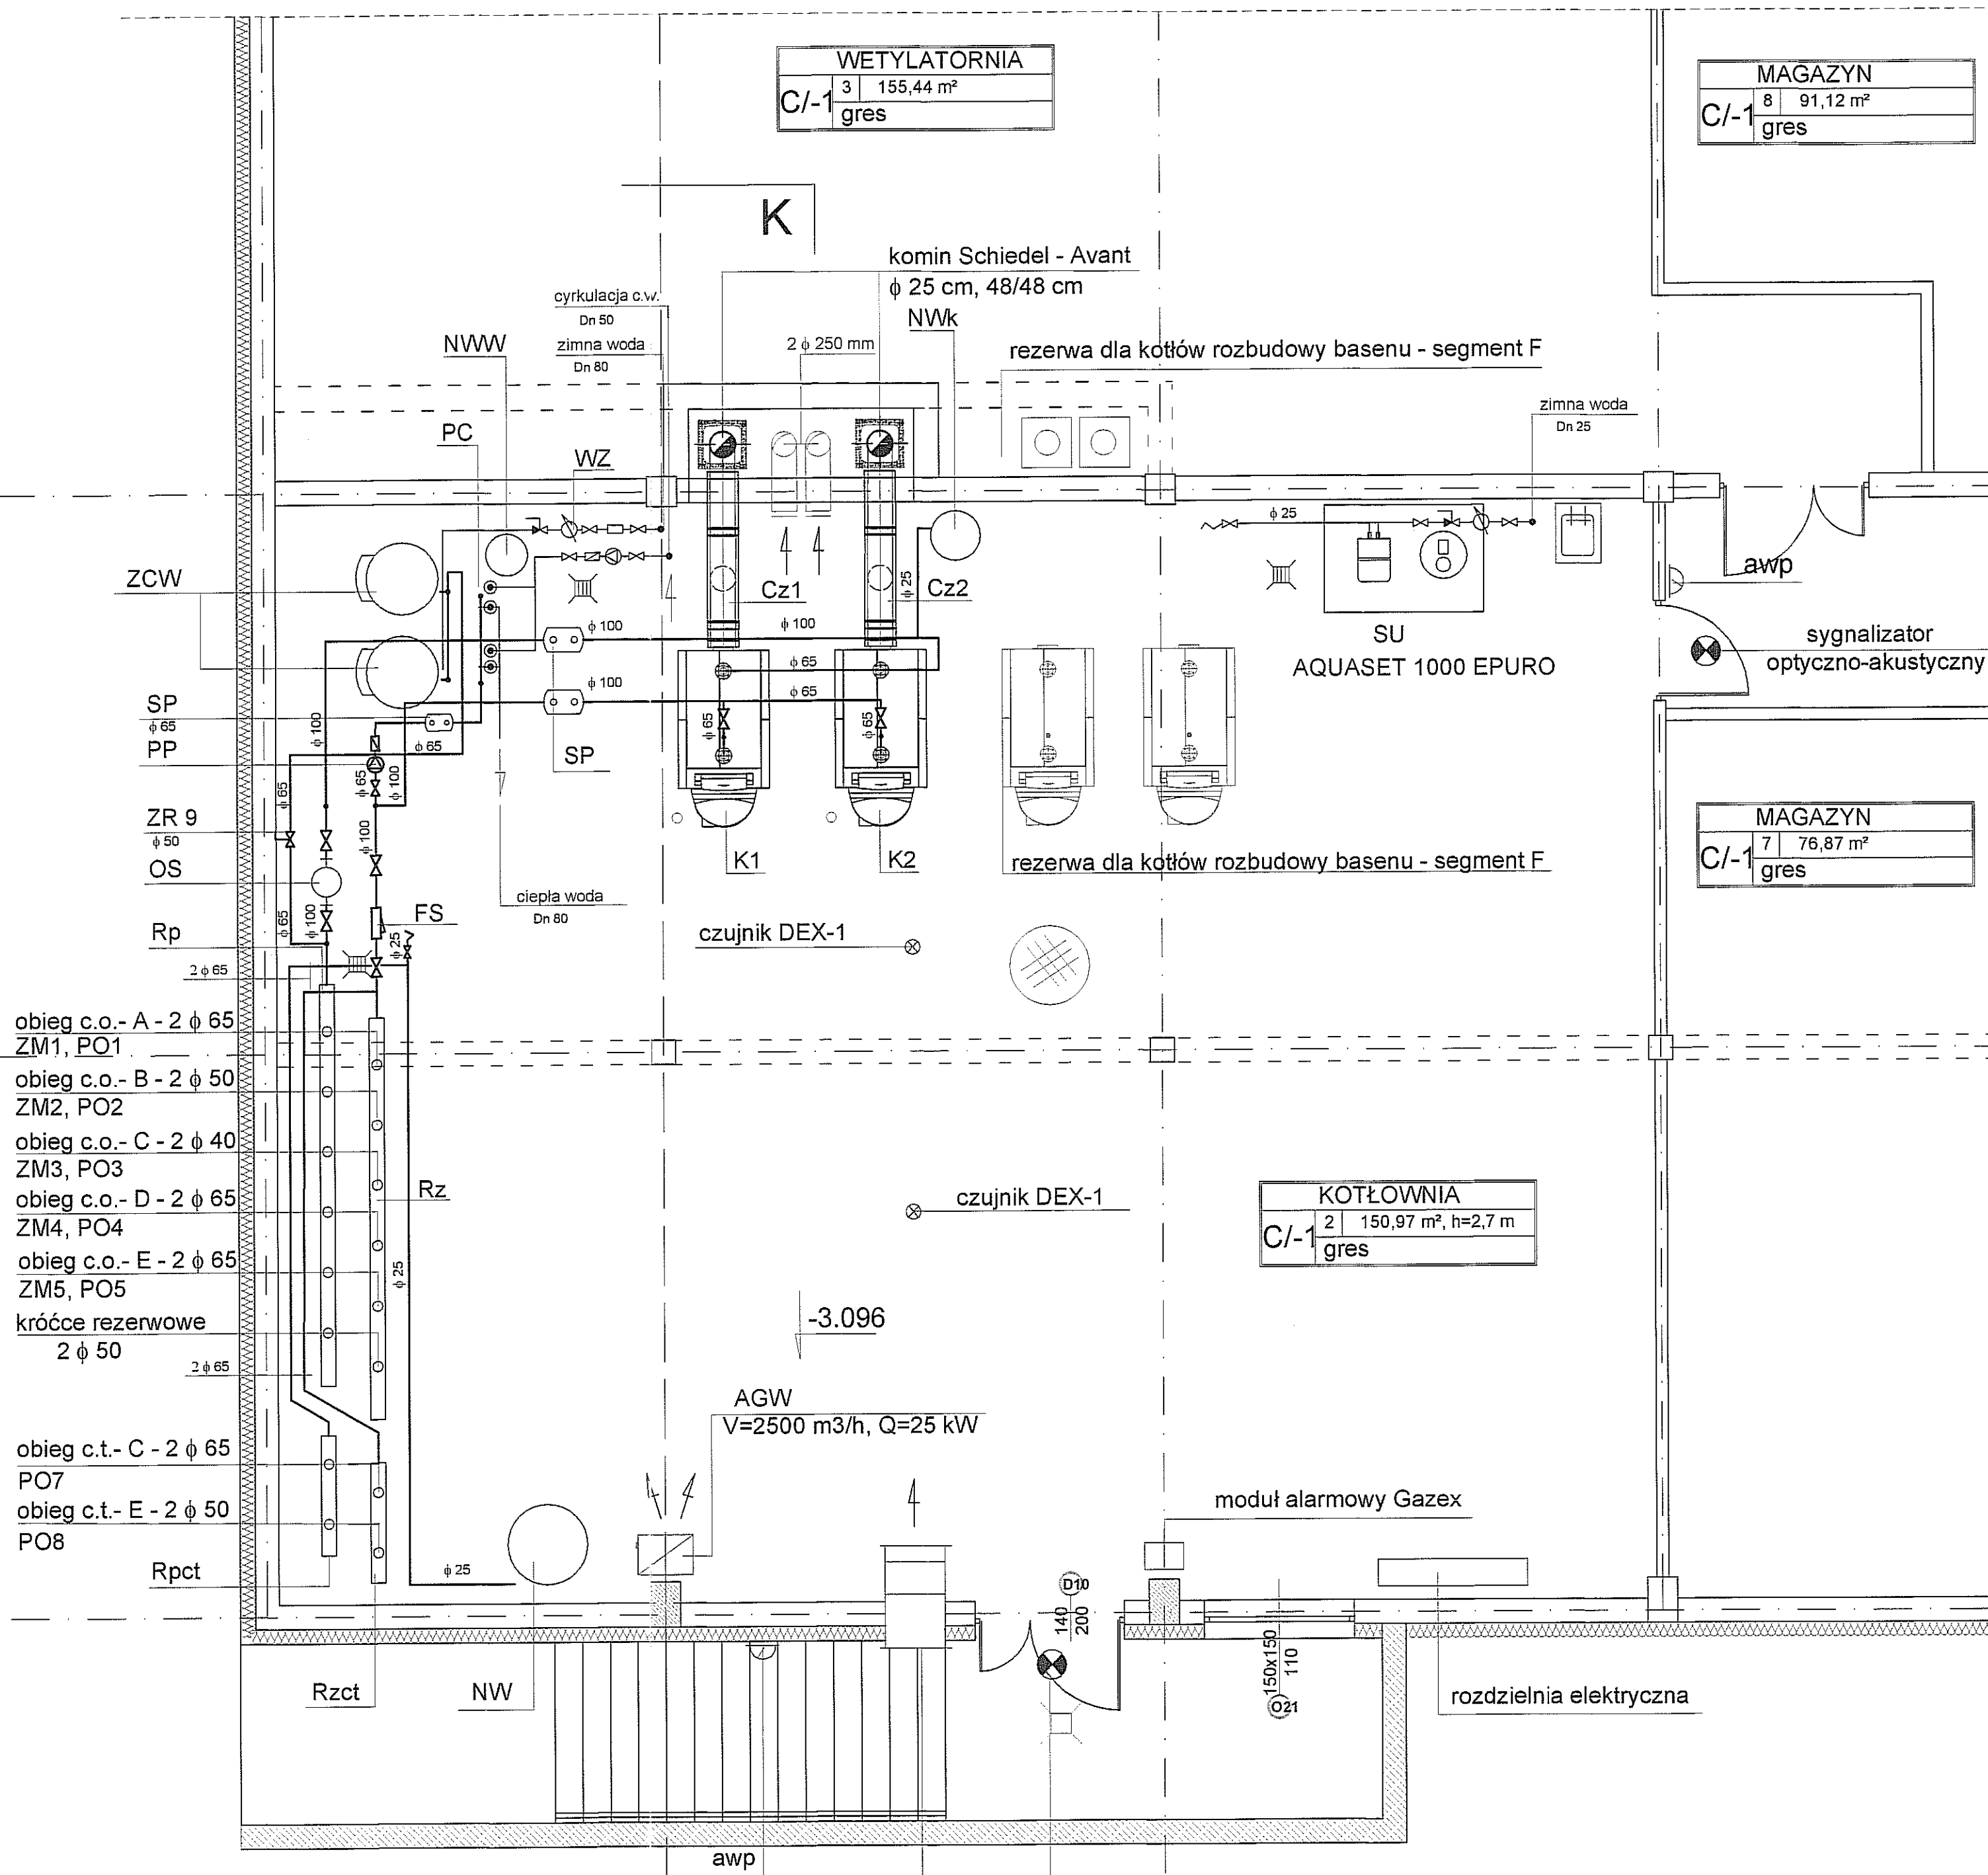 WETYLATORNIA
C/-1
3 155,44 m²
gres
MAGAZYN
C/-1
8 91,12 m²
gres
K
komin Schiedel - Avant
ϕ 25 cm, 48/48 cm
NWk
cyrkulacja c.w.
Dn 50
zimna woda
Dn 80
NWW
2 ϕ 250 mm
rezerwa dla kotłów rozbudowy basenu - segment F
zimna woda
Dn 25
PC
WZ
ϕ 25
awp
ZCW
Cz1
ϕ 25
Cz2
ϕ 100
ϕ 100
SU
AQUASET 1000 EPURO
sygnalizator
optyczno-akustyczny
ϕ 65
ϕ 100
ϕ 65
SP
ϕ 65
PP
ϕ 100
ϕ 65
ϕ 65
ϕ 65
SP
ϕ 65
ϕ 100
ϕ 65
ZR 9
ϕ 50
ϕ 100
OS
K1
K2
rezerwa dla kotłów rozbudowy basenu - segment F
MAGAZYN
C/-1
7 76,87 m²
gres
ciepła woda
Dn 80
ϕ 65
ϕ 100
FS
ϕ 25
Rp
czujnik DEX-1
2 ϕ 65
obieg c.o.- A - 2 ϕ 65
ZM1, PO1
obieg c.o.- B - 2 ϕ 50
ZM2, PO2
obieg c.o.- C - 2 ϕ 40
ZM3, PO3
Rz
obieg c.o.- D - 2 ϕ 65
ZM4, PO4
obieg c.o.- E - 2 ϕ 65
ZM5, PO5
króćce rezerwowe
2 ϕ 50
2 ϕ 65
ϕ 25
czujnik DEX-1
KOTŁOWNIA
C/-1
2 150,97 m², h=2,7 m
gres
-3.096
AGW
V=2500 m3/h, Q=25 kW
obieg c.t.- C - 2 ϕ 65
PO7
obieg c.t.- E - 2 ϕ 50
PO8
Rpct
ϕ 25
moduł alarmowy Gazex
D10
140
200
150x150
110
O21
Rzct
NW
rozdzielnia elektryczna
awp